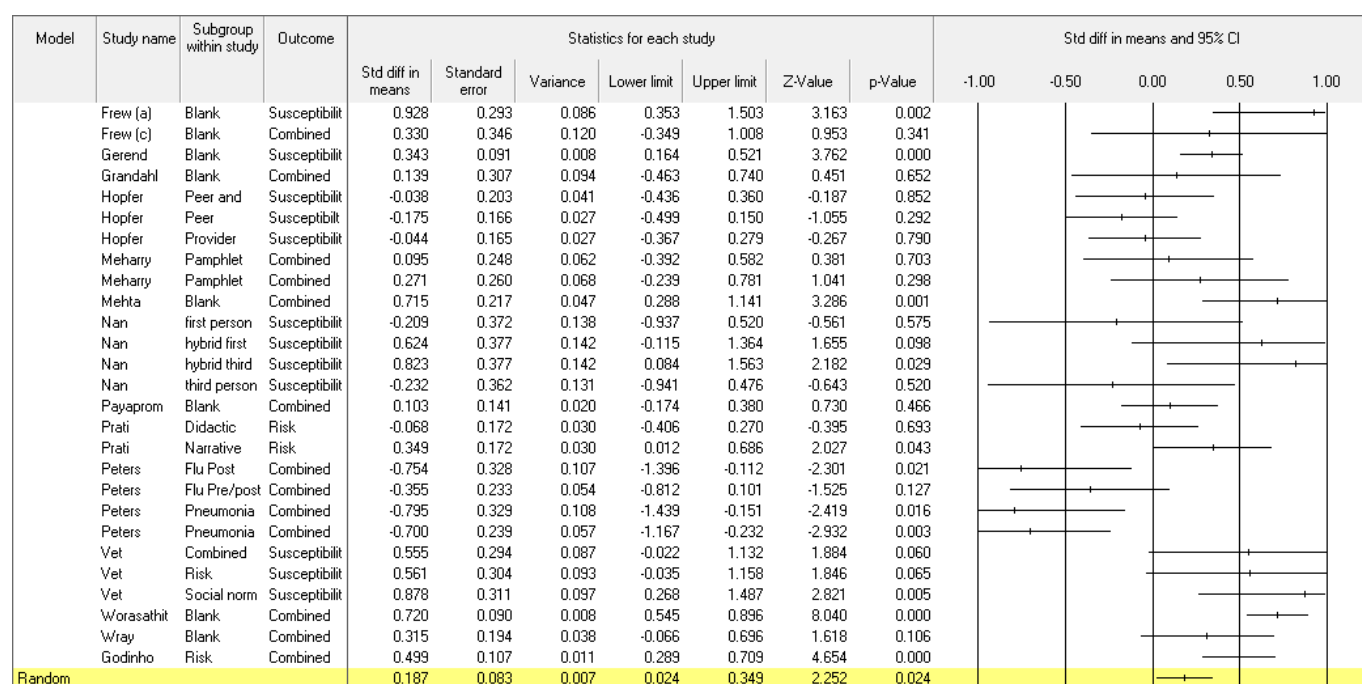 Model Study name Subgroup within study Outcome Statistics for each study Std diff in means and 95% CI
Std diff in means Standard error Variance Lower limit Upper limit Z-Value p-Value -1.00 -0.50 0.00 0.50 1.00
Frew (a) Blank Susceptibilit 0.928 0.293 0.086 0.353 1.503 3.163 0.002
Frew (c) Blank Combined 0.330 0.346 0.120 -0.349 1.008 0.953 0.341
Gerend Blank Susceptibilit 0.343 0.091 0.008 0.164 0.521 3.762 0.000
Grandahl Blank Combined 0.139 0.307 0.094 -0.463 0.740 0.451 0.652
Hopfer Peer and Susceptibilit -0.038 0.203 0.041 -0.436 0.360 -0.187 0.852
Hopfer Peer Susceptibilt -0.175 0.166 0.027 -0.499 0.150 -1.055 0.292
Hopfer Provider Susceptibilit -0.044 0.165 0.027 -0.367 0.279 -0.267 0.790
Meharry Pamphlet Combined 0.095 0.248 0.062 -0.392 0.582 0.381 0.703
Meharry Pamphlet Combined 0.271 0.260 0.068 -0.239 0.781 1.041 0.298
Mehta Blank Combined 0.715 0.217 0.047 0.288 1.141 3.286 0.001
Nan first person Susceptibilit -0.209 0.372 0.138 -0.937 0.520 -0.561 0.575
Nan hybrid first Susceptibilit 0.624 0.377 0.142 -0.115 1.364 1.655 0.098
Nan hybrid third Susceptibilit 0.823 0.377 0.142 0.084 1.563 2.182 0.029
Nan third person Susceptibilit -0.232 0.362 0.131 -0.941 0.476 -0.643 0.520
Payaprom Blank Combined 0.103 0.141 0.020 -0.174 0.380 0.730 0.466
Prati Didactic Risk -0.068 0.172 0.030 -0.406 0.270 -0.395 0.693
Prati Narrative Risk 0.349 0.172 0.030 0.012 0.686 2.027 0.043
Peters Flu Post Combined -0.754 0.328 0.107 -1.396 -0.112 -2.301 0.021
Peters Flu Pre/post Combined -0.355 0.233 0.054 -0.812 0.101 -1.525 0.127
Peters Pneumonia Combined -0.795 0.329 0.108 -1.439 -0.151 -2.419 0.016
Peters Pneumonia Combined -0.700 0.239 0.057 -1.167 -0.232 -2.932 0.003
Vet Combined Susceptibilit 0.555 0.294 0.087 -0.022 1.132 1.884 0.060
Vet Risk Susceptibilit 0.561 0.304 0.093 -0.035 1.158 1.846 0.065
Vet Social norm Susceptibilit 0.878 0.311 0.097 0.268 1.487 2.821 0.005
Worasathit Blank Combined 0.720 0.090 0.008 0.545 0.896 8.040 0.000
Wray Blank Combined 0.315 0.194 0.038 -0.066 0.696 1.618 0.106
Godinho Risk Combined 0.499 0.107 0.011 0.289 0.709 4.654 0.000
Random 0.187 0.083 0.007 0.024 0.349 2.252 0.024